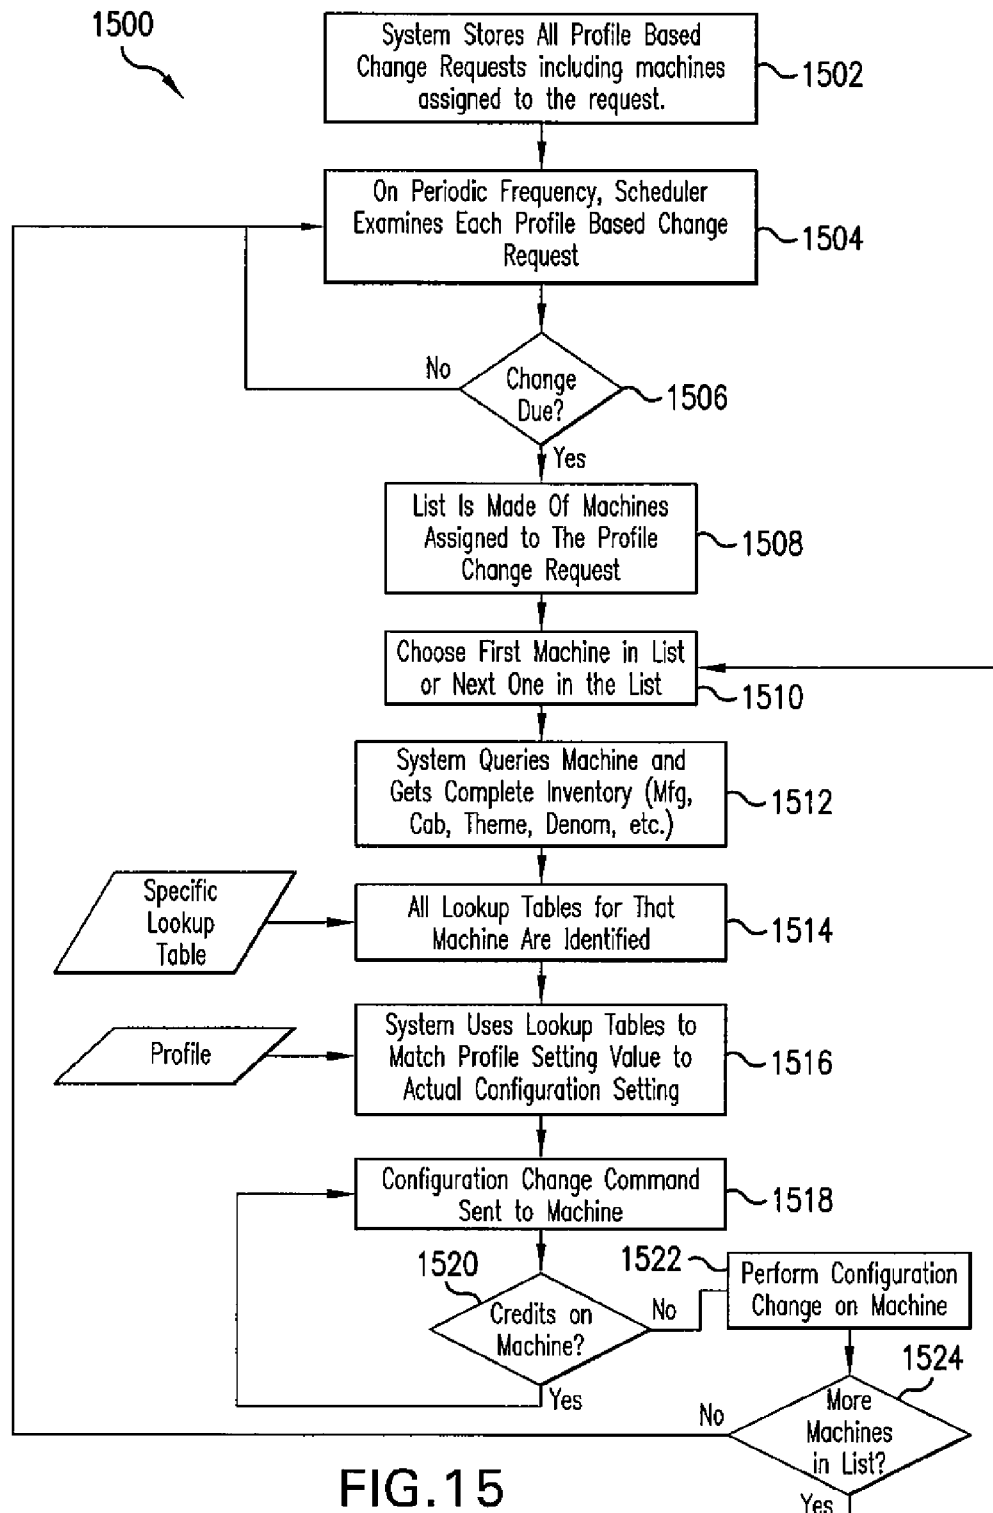 1500
System Stores All Profile Based
Change Requests including machines
assigned to the request.
1502
On Periodic Frequency, Scheduler
Examines Each Profile Based Change
Request
1504
No
Change
Due?
1506
Yes
List Is Made Of Machines
Assigned to The Profile
Change Request
1508
Choose First Machine in List
or Next One in the List
1510
System Queries Machine and
Gets Complete Inventory (Mfg,
Cab, Theme, Denom, etc.)
1512
Specific
Lookup
Table
All Lookup Tables for That
Machine Are Identified
1514
Profile
System Uses Lookup Tables to
Match Profile Setting Value to
Actual Configuration Setting
1516
Configuration Change Command
Sent to Machine
1518
1520
Credits on
Machine?
No
Yes
1522
Perform Configuration
Change on Machine
1524
More
Machines
in List?
No
Yes
FIG.15